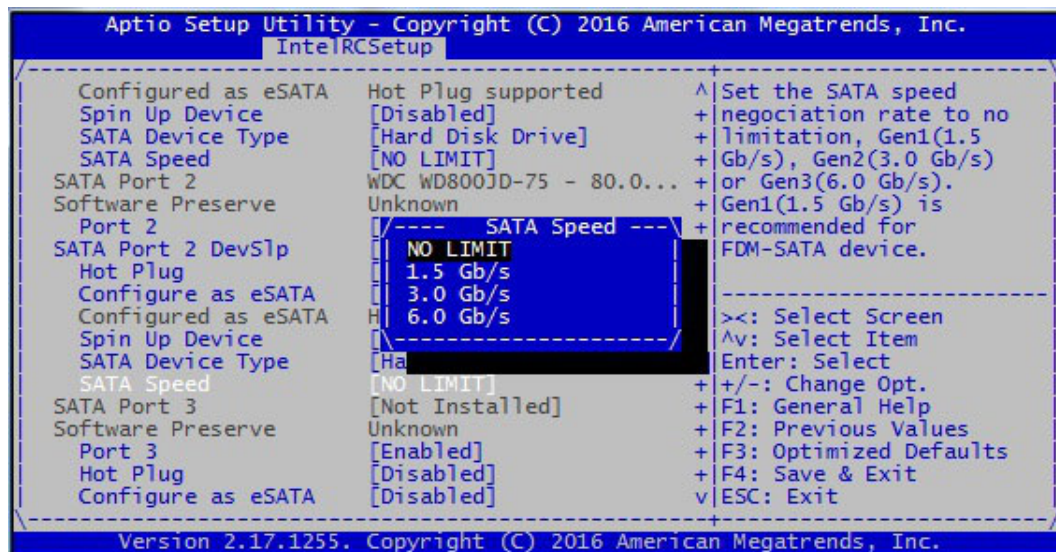 Aptio Setup Utility - Copyright (C) 2016 American Megatrends, Inc.
IntelRCSetup
Configured as eSATA Hot Plug supported ^|Set the SATA speed
Spin Up Device [Disabled] +|negociation rate to no
SATA Device Type [Hard Disk Drive] +|limitation, Gen1(1.5
SATA Speed [NO LIMIT] +|Gb/s), Gen2(3.0 Gb/s)
SATA Port 2 WDC WD800JD-75 - 80.0... +|or Gen3(6.0 Gb/s).
Software Preserve Unknown +|Gen1(1.5 Gb/s) is
Port 2 [/---- SATA Speed ---\ +|recommended for
SATA Port 2 DevSlp || NO LIMIT | |FDM-SATA device.
Hot Plug [| 1.5 Gb/s | |
Configure as eSATA [| 3.0 Gb/s | |
Configured as eSATA H| 6.0 Gb/s | |><: Select Screen
Spin Up Device [\----------------------/ |^v: Select Item
SATA Device Type [Ha |Enter: Select
SATA Speed [NO LIMIT] +|+/-: Change Opt.
SATA Port 3 [Not Installed] +|F1: General Help
Software Preserve Unknown +|F2: Previous Values
Port 3 [Enabled] +|F3: Optimized Defaults
Hot Plug [Disabled] +|F4: Save & Exit
Configure as eSATA [Disabled] v|ESC: Exit
Version 2.17.1255. Copyright (C) 2016 American Megatrends, Inc.